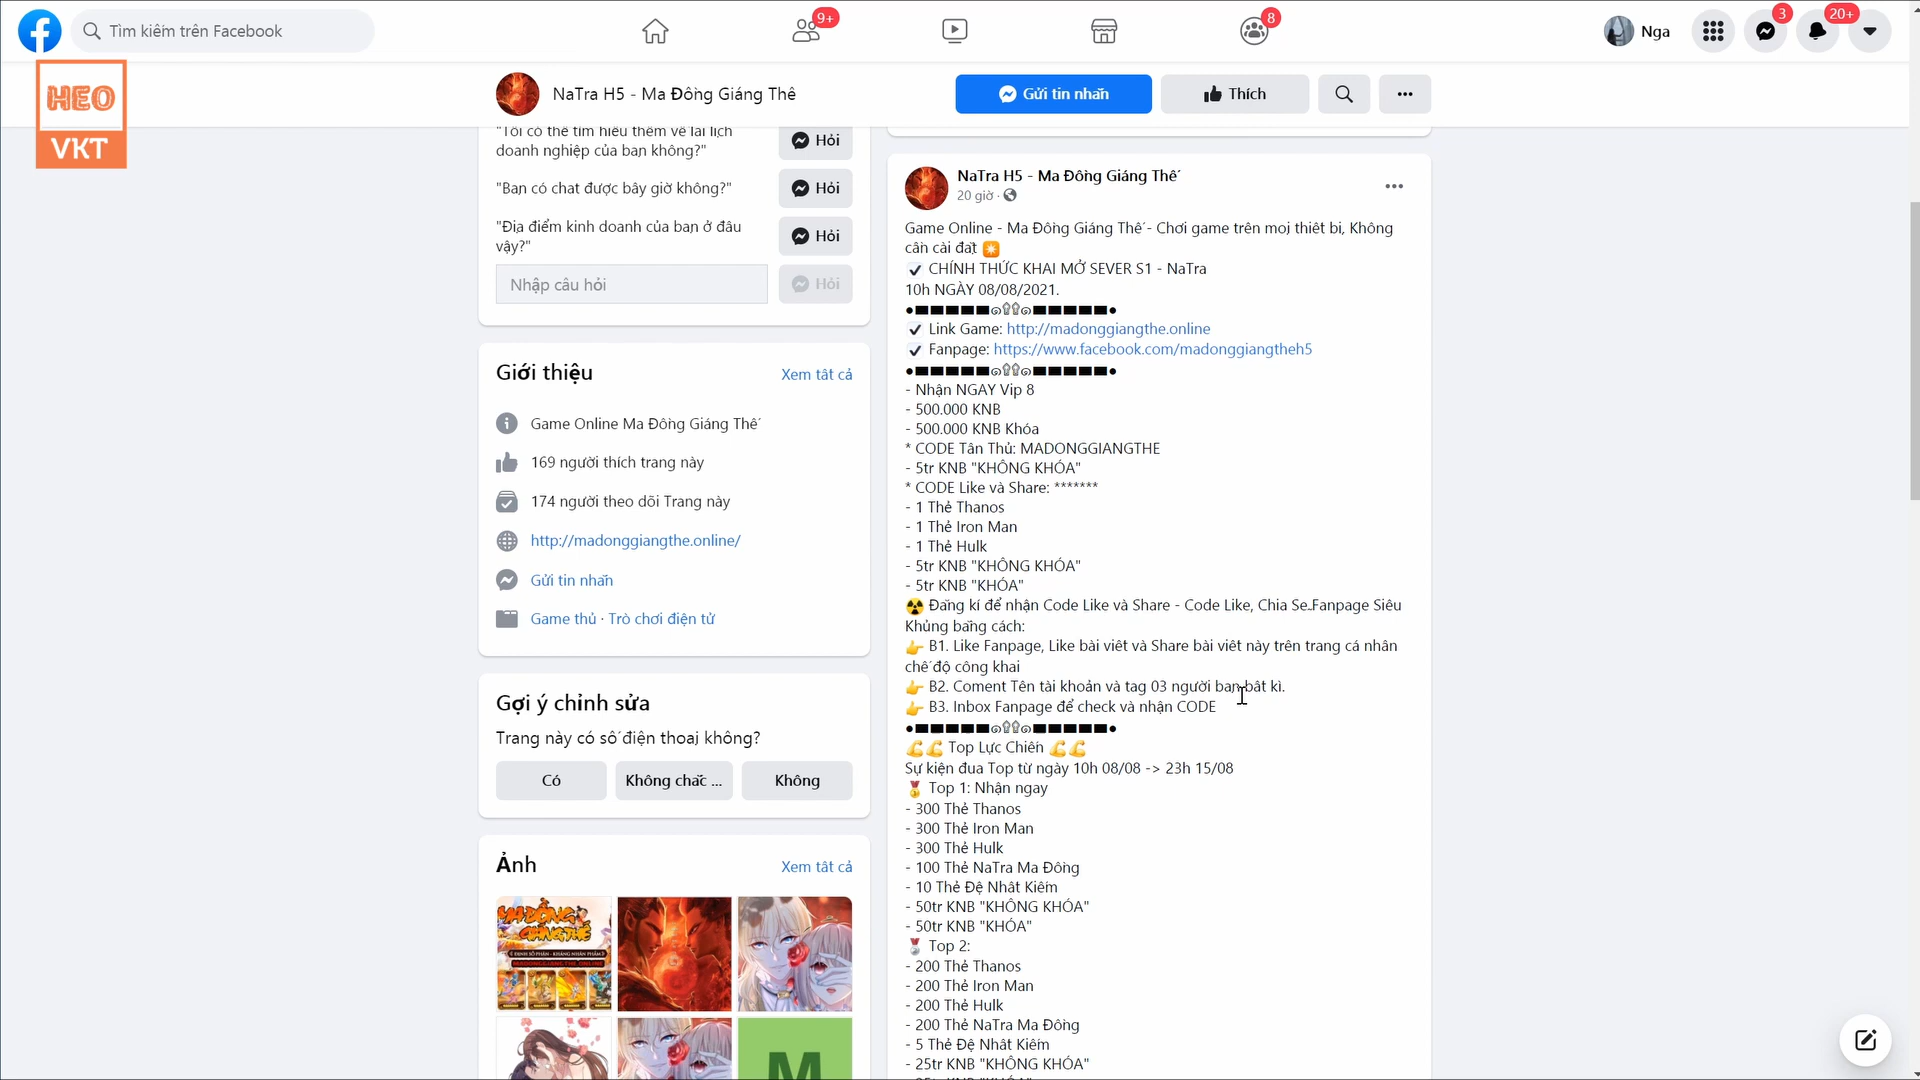 Tìm kiếm trên Facebook
9+
8
Nga
3
20+
HEO
VKT
NaTra H5 - Ma Đồng Giáng Thế
Gửi tin nhắn
Thích
"Tôi có thể tìm hiểu thêm về lai lịch
doanh nghiệp của bạn không?"
Hỏi
"Bạn có chat được bây giờ không?"
Hỏi
"Địa điểm kinh doanh của bạn ở đâu
vậy?"
Hỏi
Nhập câu hỏi
Hỏi
Giới thiệu
Xem tất cả
Game Online Ma Đồng Giáng Thế
169 người thích trang này
174 người theo dõi Trang này
http://madonggiangthe.online/
Gửi tin nhắn
Game thủ · Trò chơi điện tử
Gợi ý chỉnh sửa
Trang này có số điện thoại không?
Có
Không chắc ...
Không
Ảnh
Xem tất cả
MA ĐỒNG
GIÁNG THẾ
MADONGGIANGTHE.ONLINE
M
NaTra H5 - Ma Đồng Giáng Thế
20 giờ ·
Game Online - Ma Đồng Giáng Thế - Chơi game trên mọi thiết bị, Không
cần cài đặt
CHÍNH THỨC KHAI MỞ SEVER S1 - NaTra
10h NGÀY 08/08/2021.
Link Game: http://madonggiangthe.online
Fanpage: https://www.facebook.com/madonggiangtheh5
- Nhận NGAY Vip 8
- 500.000 KNB
- 500.000 KNB Khóa
* CODE Tân Thủ: MADONGGIANGTHE
- 5tr KNB "KHÔNG KHÓA"
* CODE Like và Share: *******
- 1 Thẻ Thanos
- 1 Thẻ Iron Man
- 1 Thẻ Hulk
- 5tr KNB "KHÔNG KHÓA"
- 5tr KNB "KHÓA"
Đăng kí để nhận Code Like và Share - Code Like, Chia Sẻ Fanpage Siêu
Khủng bằng cách:
B1. Like Fanpage, Like bài viết và Share bài viết này trên trang cá nhân
chế độ công khai
B2. Coment Tên tài khoản và tag 03 người bạn bất kì.
B3. Inbox Fanpage để check và nhận CODE
Top Lực Chiến
Sự kiện đua Top từ ngày 10h 08/08 -> 23h 15/08
Top 1: Nhận ngay
- 300 Thẻ Thanos
- 300 Thẻ Iron Man
- 300 Thẻ Hulk
- 100 Thẻ NaTra Ma Đồng
- 10 Thẻ Đệ Nhất Kiếm
- 50tr KNB "KHÔNG KHÓA"
- 50tr KNB "KHÓA"
Top 2:
- 200 Thẻ Thanos
- 200 Thẻ Iron Man
- 200 Thẻ Hulk
- 200 Thẻ NaTra Ma Đồng
- 5 Thẻ Đệ Nhất Kiếm
- 25tr KNB "KHÔNG KHÓA"